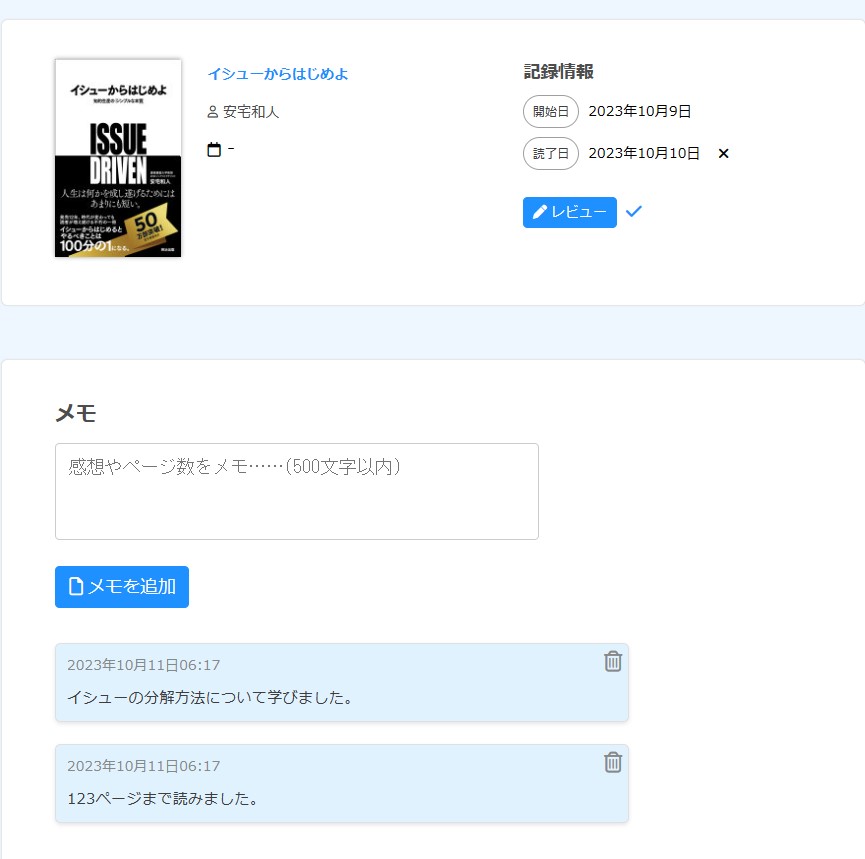 イシューからはじめよ
知的生産の「シンプルな本質」
ISSUE
DRIVEN
安宅和人
人生は何かを成し遂げるためには
あまりにも短い。
イシューからはじめると
やるべきことは
100分の1になる。
50
万部突破!
英治出版
イシューからはじめよ
安宅和人
-
記録情報
開始日 2023年10月9日
読了日 2023年10月10日 ×
レビュー
メモ
感想やページ数をメモ……(500文字以内)
メモを追加
2023年10月11日06:17
イシューの分解方法について学びました。
2023年10月11日06:17
123ページまで読みました。